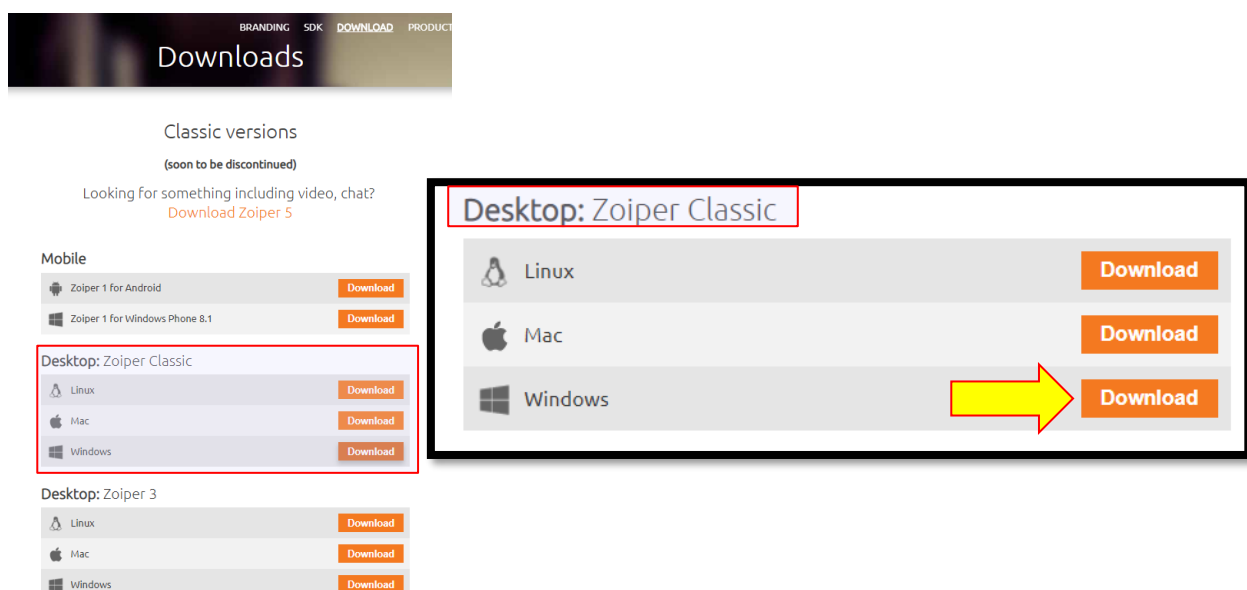 BRANDING SDK DOWNLOAD PRODUCT
Downloads
Classic versions
(soon to be discontinued)
Looking for something including video, chat?
Download Zoiper 5
Mobile
Zoiper 1 for Android Download
Zoiper 1 for Windows Phone 8.1 Download
Desktop: Zoiper Classic
Linux Download
Mac Download
Windows Download
Desktop: Zoiper 3
Linux Download
Mac Download
Windows Download
Desktop: Zoiper Classic
Linux Download
Mac Download
Windows Download